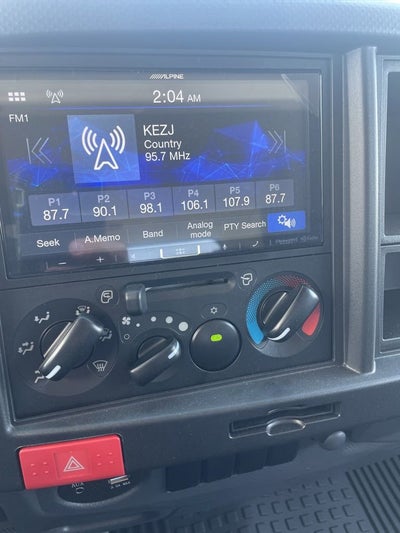 ALPINE
2:04 AM
FM1
KEZJ
Country
95.7 MHz
P1 P2 P3 P4 P5 P6
87.7 90.1 98.1 106.1 107.9 87.7
Seek A.Memo Band Analog mode PTY Search
AUX